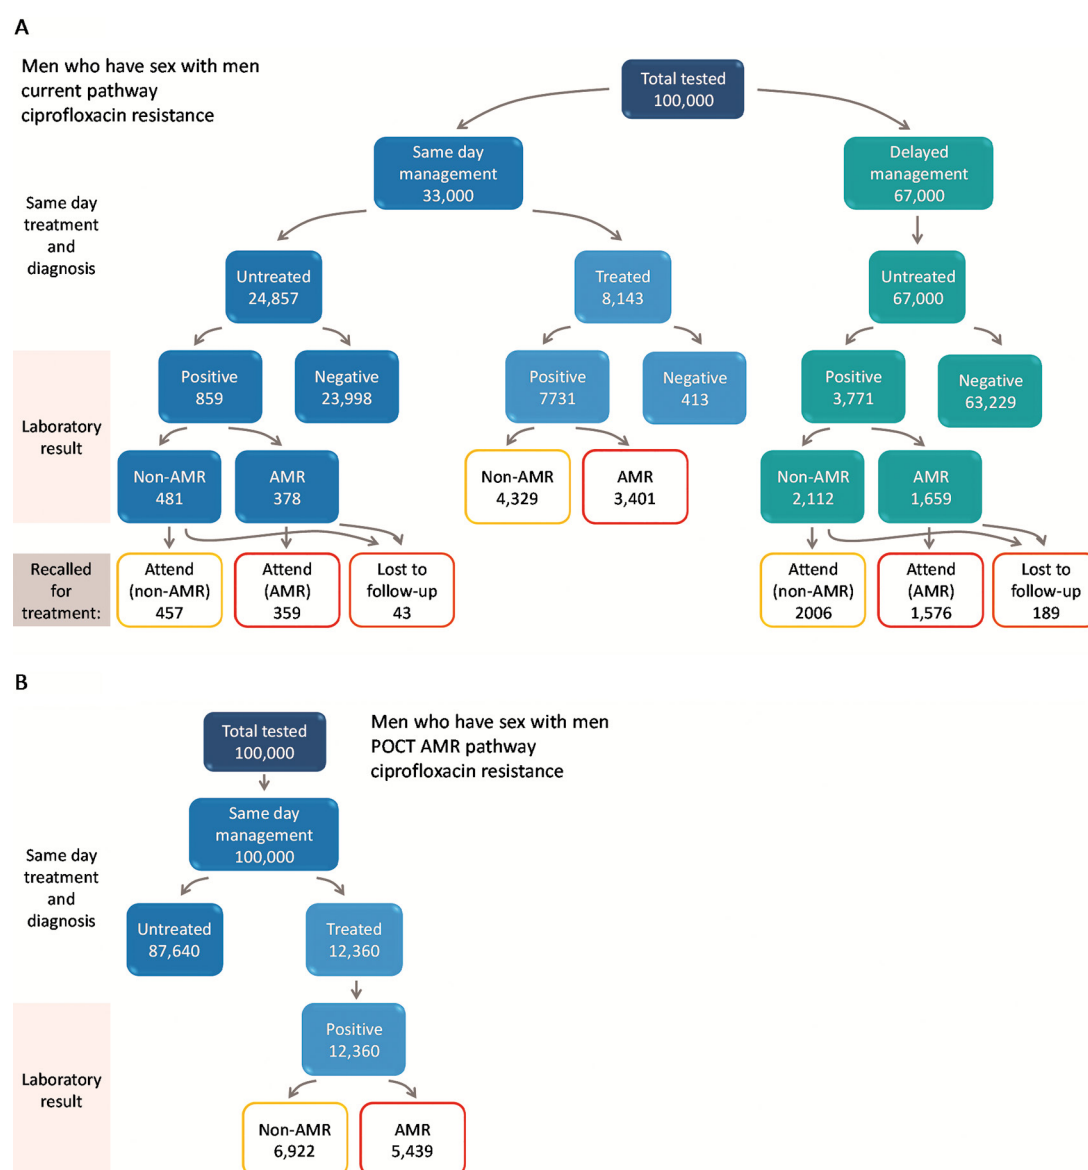 A
Men who have sex with men
current pathway
ciprofloxacin resistance
Total tested
100,000
Same day
management
33,000
Delayed
management
67,000
Same day
treatment
and
diagnosis
Untreated
24,857
Treated
8,143
Untreated
67,000
Laboratory
result
Positive
859
Negative
23,998
Positive
7731
Negative
413
Positive
3,771
Negative
63,229
Non-AMR
481
AMR
378
Non-AMR
4,329
AMR
3,401
Non-AMR
2,112
AMR
1,659
Recalled
for
treatment:
Attend
(non-AMR)
457
Attend
(AMR)
359
Lost to
follow-up
43
Attend
(non-AMR)
2006
Attend
(AMR)
1,576
Lost to
follow-up
189
B
Men who have sex with men
POCT AMR pathway
ciprofloxacin resistance
Total tested
100,000
Same day
management
100,000
Same day
treatment
and
diagnosis
Untreated
87,640
Treated
12,360
Laboratory
result
Positive
12,360
Non-AMR
6,922
AMR
5,439